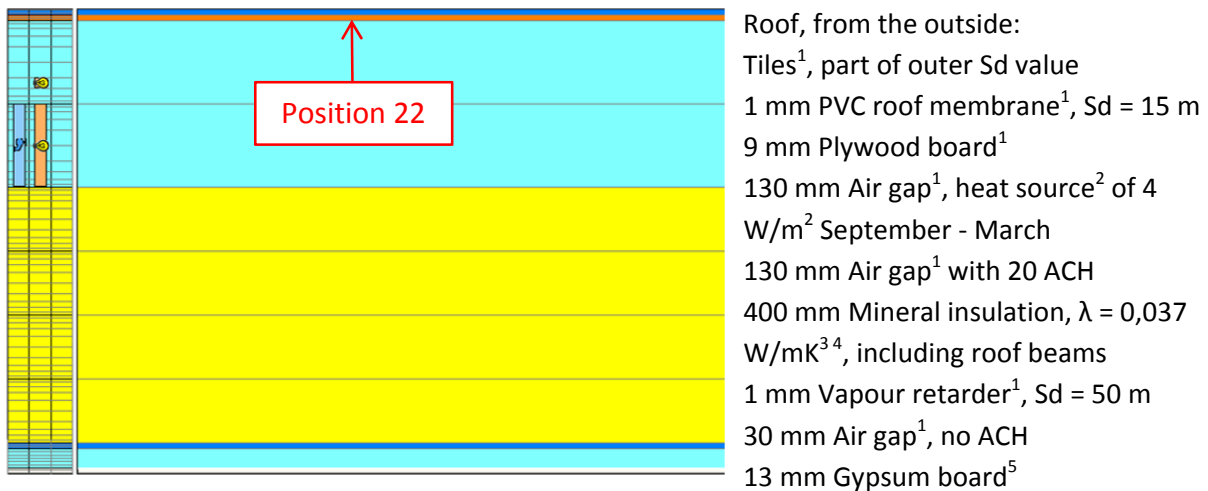 Position 22
Roof, from the outside:
Tiles¹, part of outer Sd value
1 mm PVC roof membrane¹, Sd = 15 m
9 mm Plywood board¹
130 mm Air gap¹, heat source² of 4
W/m² September - March
130 mm Air gap¹ with 20 ACH
400 mm Mineral insulation, λ = 0,037
W/mK³ ⁴, including roof beams
1 mm Vapour retarder¹, Sd = 50 m
30 mm Air gap¹, no ACH
13 mm Gypsum board⁵